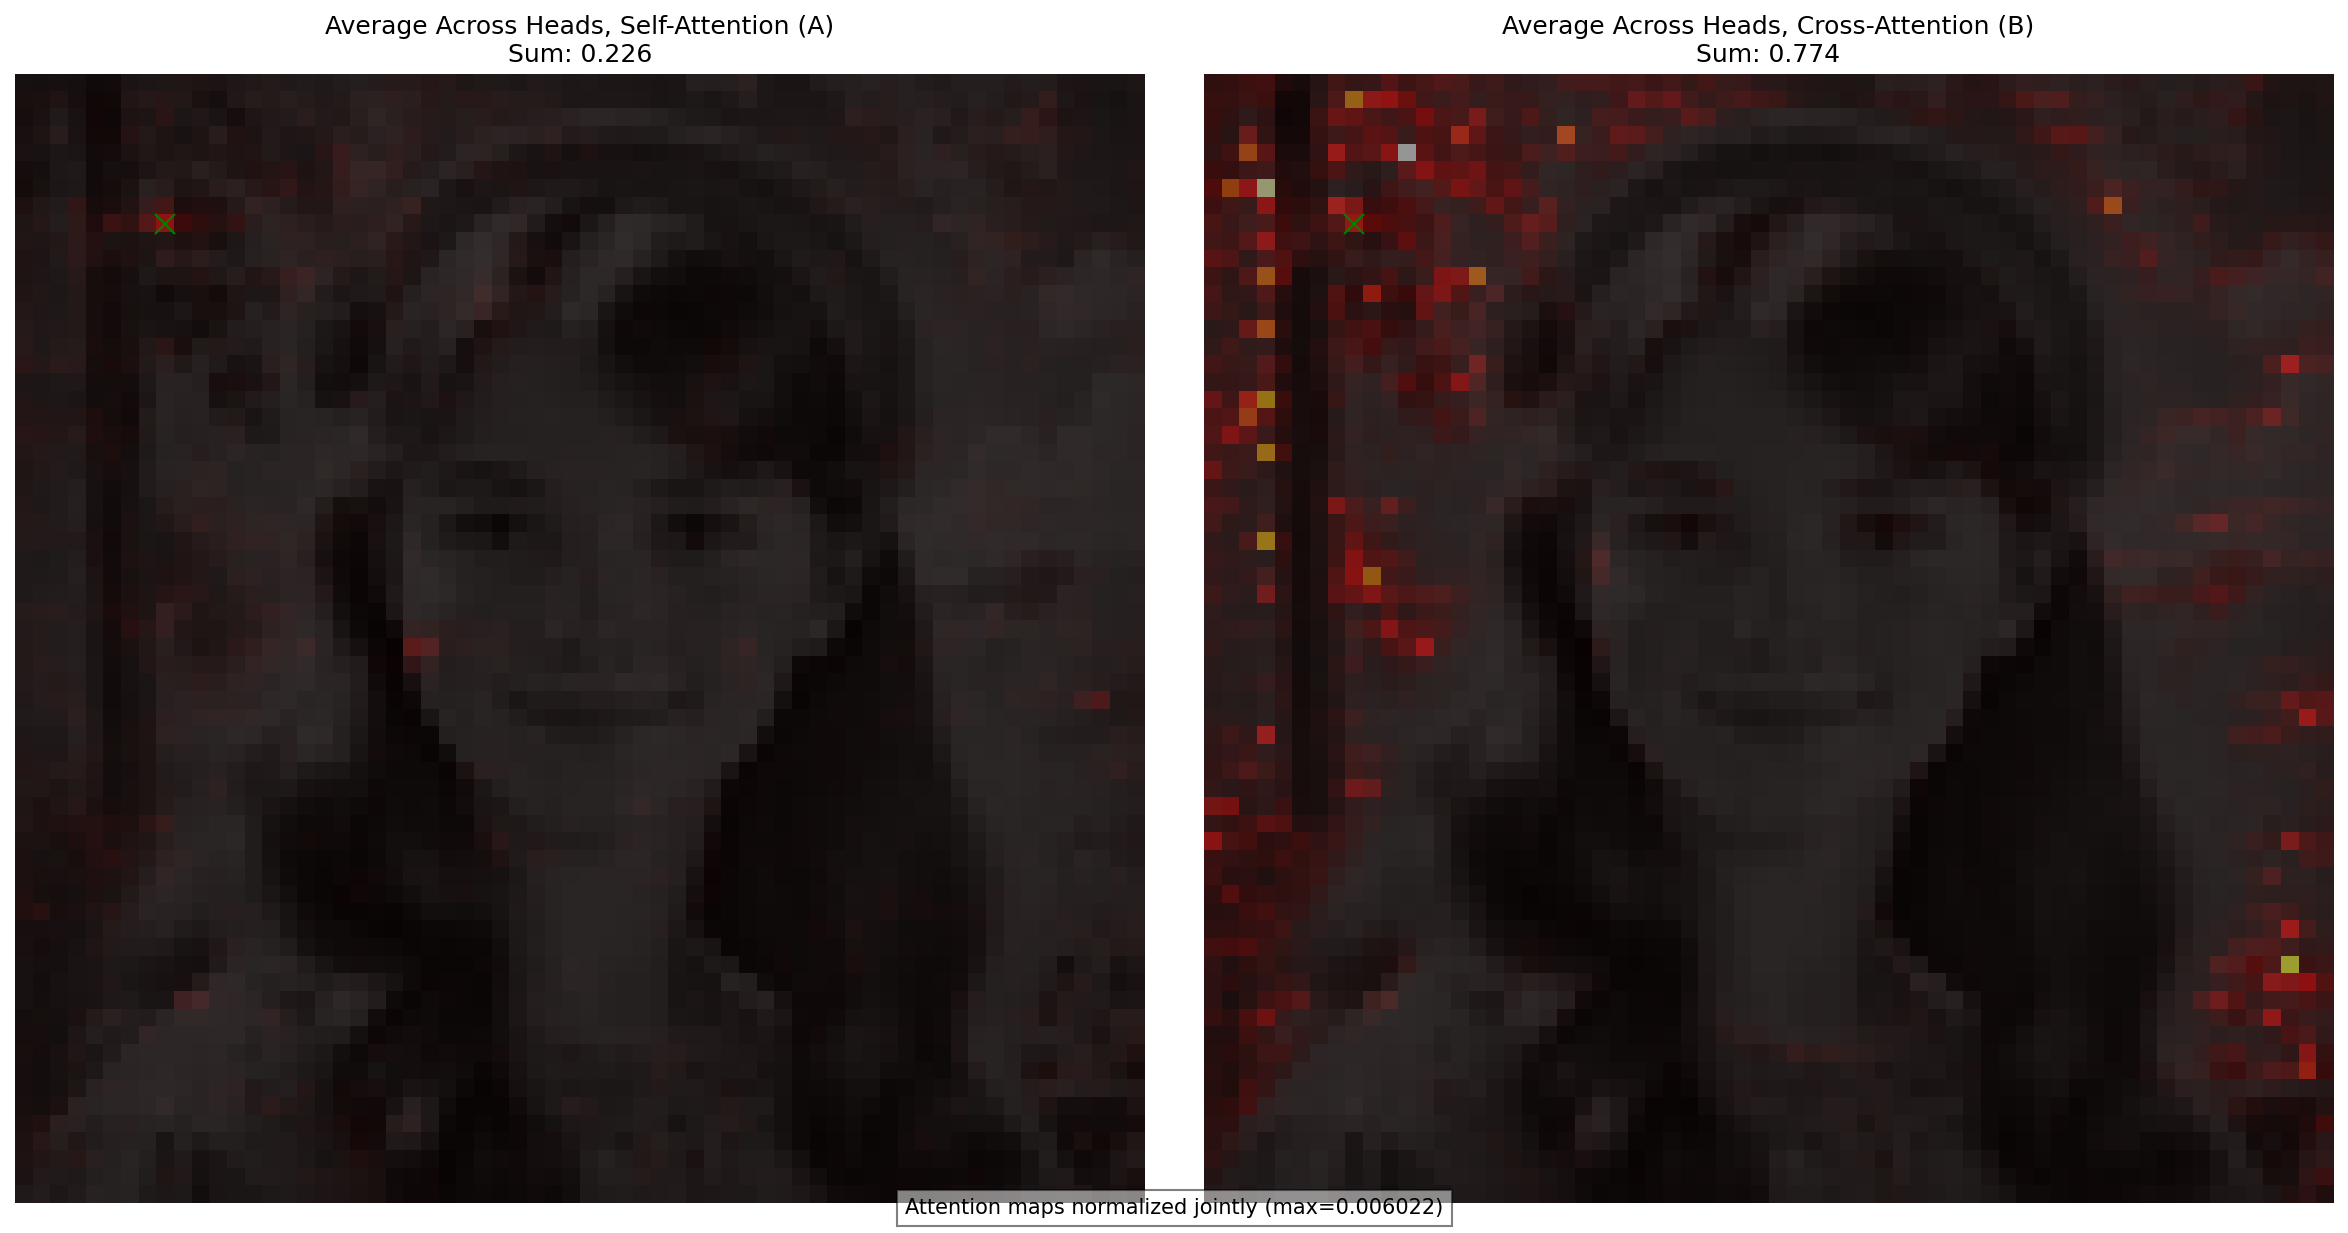 Average Across Heads, Self-Attention (A)
Sum: 0.226
Average Across Heads, Cross-Attention (B)
Sum: 0.774
Attention maps normalized jointly (max=0.006022)